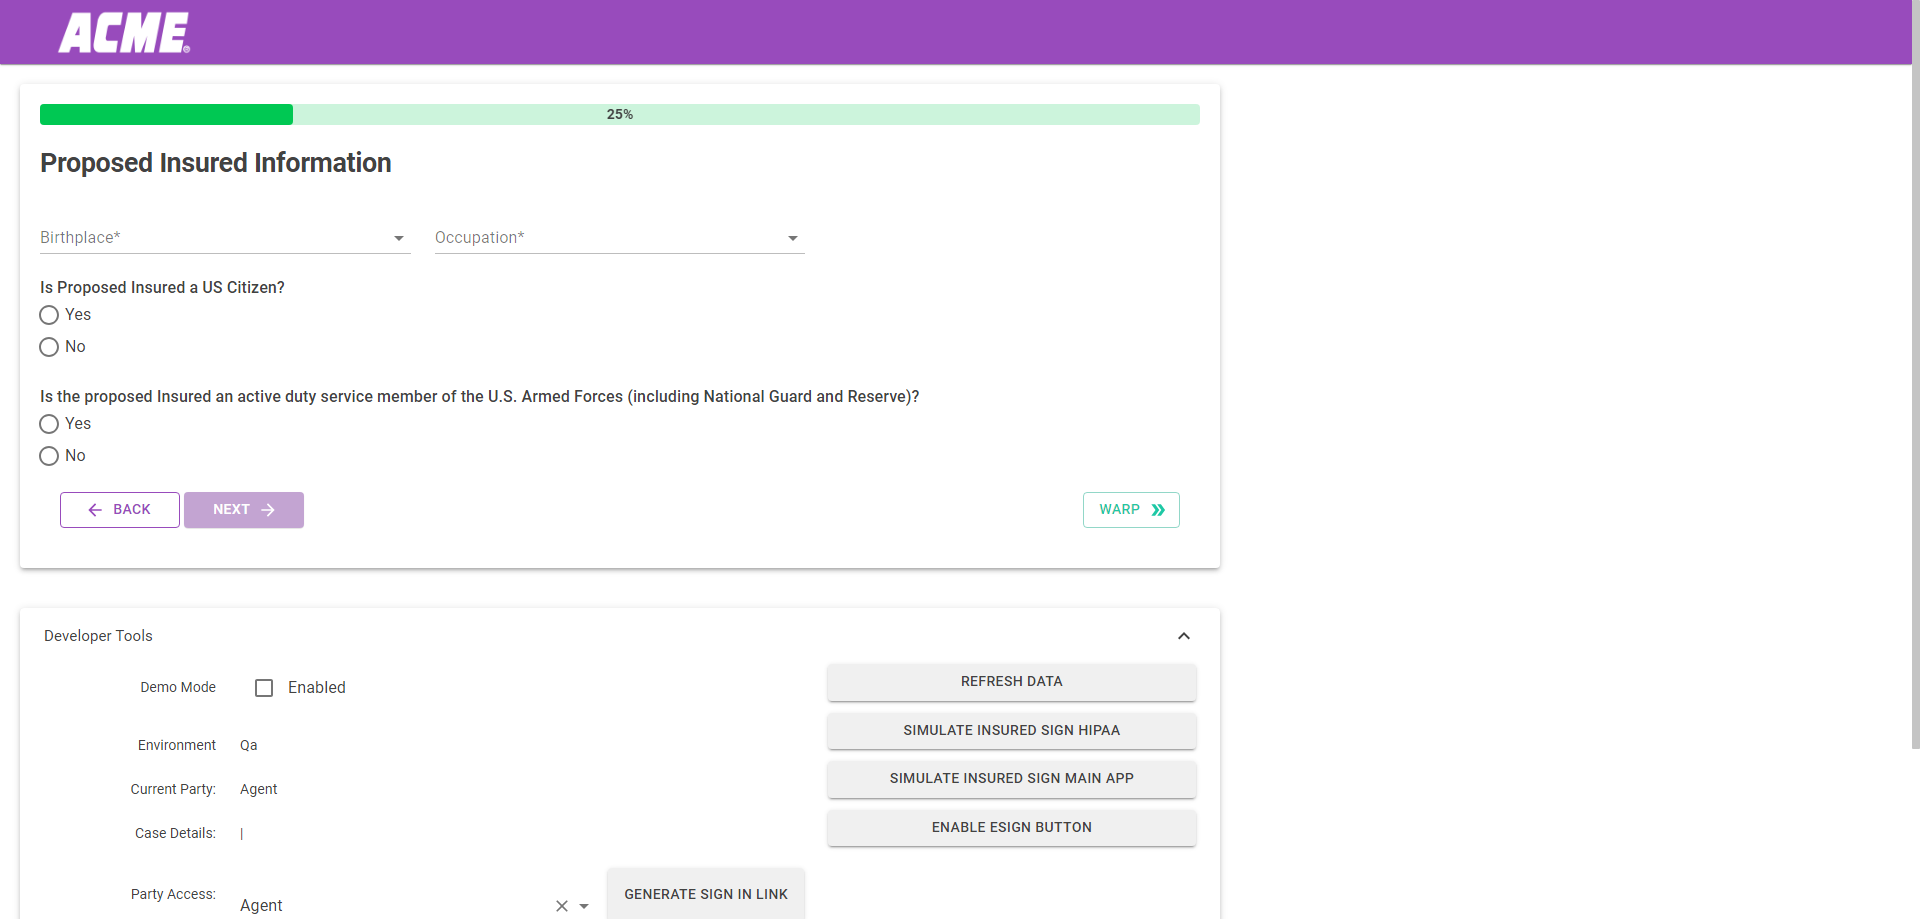 ACME®
25%
Proposed Insured Information
Birthplace*
Occupation*
Is Proposed Insured a US Citizen?
Yes
No
Is the proposed Insured an active duty service member of the U.S. Armed Forces (including National Guard and Reserve)?
Yes
No
BACK
NEXT
WARP
Developer Tools
Demo Mode
Enabled
REFRESH DATA
SIMULATE INSURED SIGN HIPAA
Environment
Qa
SIMULATE INSURED SIGN MAIN APP
Current Party:
Agent
ENABLE ESIGN BUTTON
Case Details:
|
Party Access:
Agent
GENERATE SIGN IN LINK